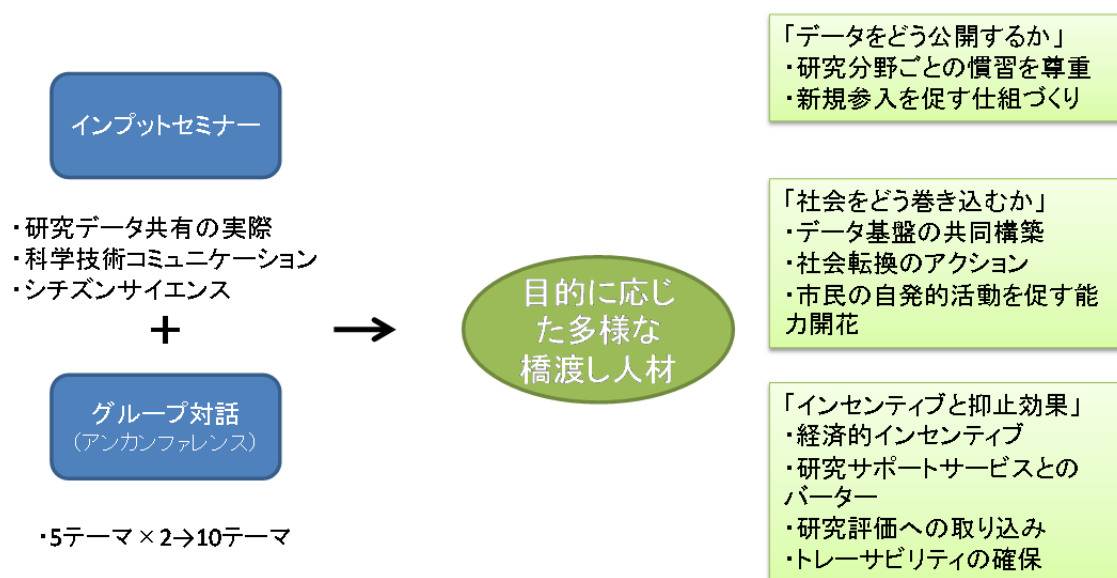 インプットセミナー
・研究データ共有の実際
・科学技術コミュニケーション
・シチズンサイエンス
+
グループ対話
(アンカンファレンス)
・5テーマ×2→10テーマ
→
目的に応じ
た多様な
橋渡し人材
「データをどう公開するか」
・研究分野ごとの慣習を尊重
・新規参入を促す仕組づくり
「社会をどう巻き込むか」
・データ基盤の共同構築
・社会転換のアクション
・市民の自発的活動を促す能
力開花
「インセンティブと抑止効果」
・経済的インセンティブ
・研究サポートサービスとの
バーター
・研究評価への取り込み
・トレーサビリティの確保